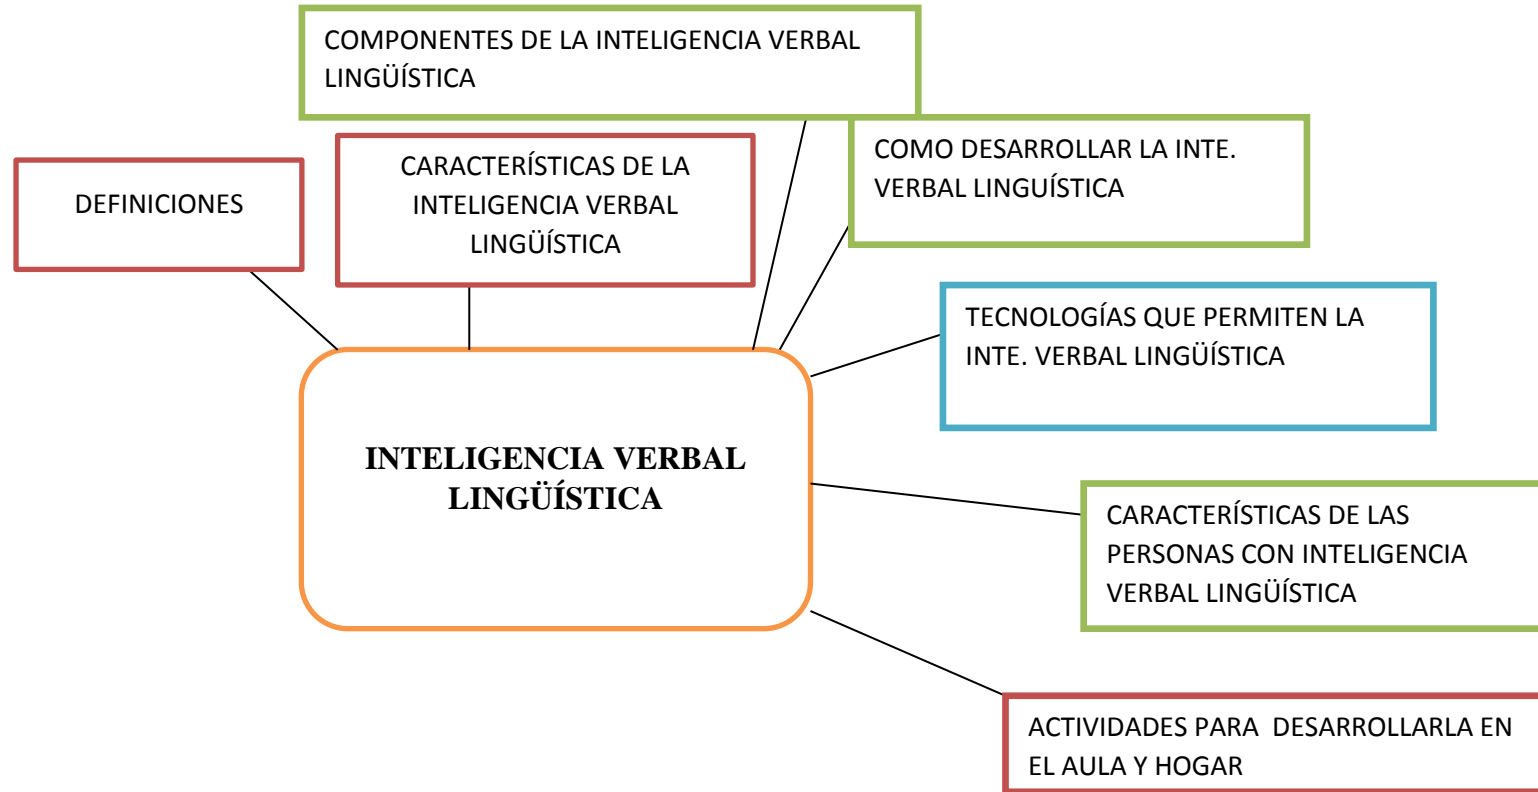 COMPONENTES DE LA INTELIGENCIA VERBAL
LINGÜÍSTICA
COMO DESARROLLAR LA INTE.
VERBAL LINGUÍSTICA
CARACTERÍSTICAS DE LA
INTELIGENCIA VERBAL
LINGÜÍSTICA
DEFINICIONES
TECNOLOGÍAS QUE PERMITEN LA
INTE. VERBAL LINGÜÍSTICA
INTELIGENCIA VERBAL
LINGÜÍSTICA
CARACTERÍSTICAS DE LAS
PERSONAS CON INTELIGENCIA
VERBAL LINGÜÍSTICA
ACTIVIDADES PARA  DESARROLLARLA EN
EL AULA Y HOGAR